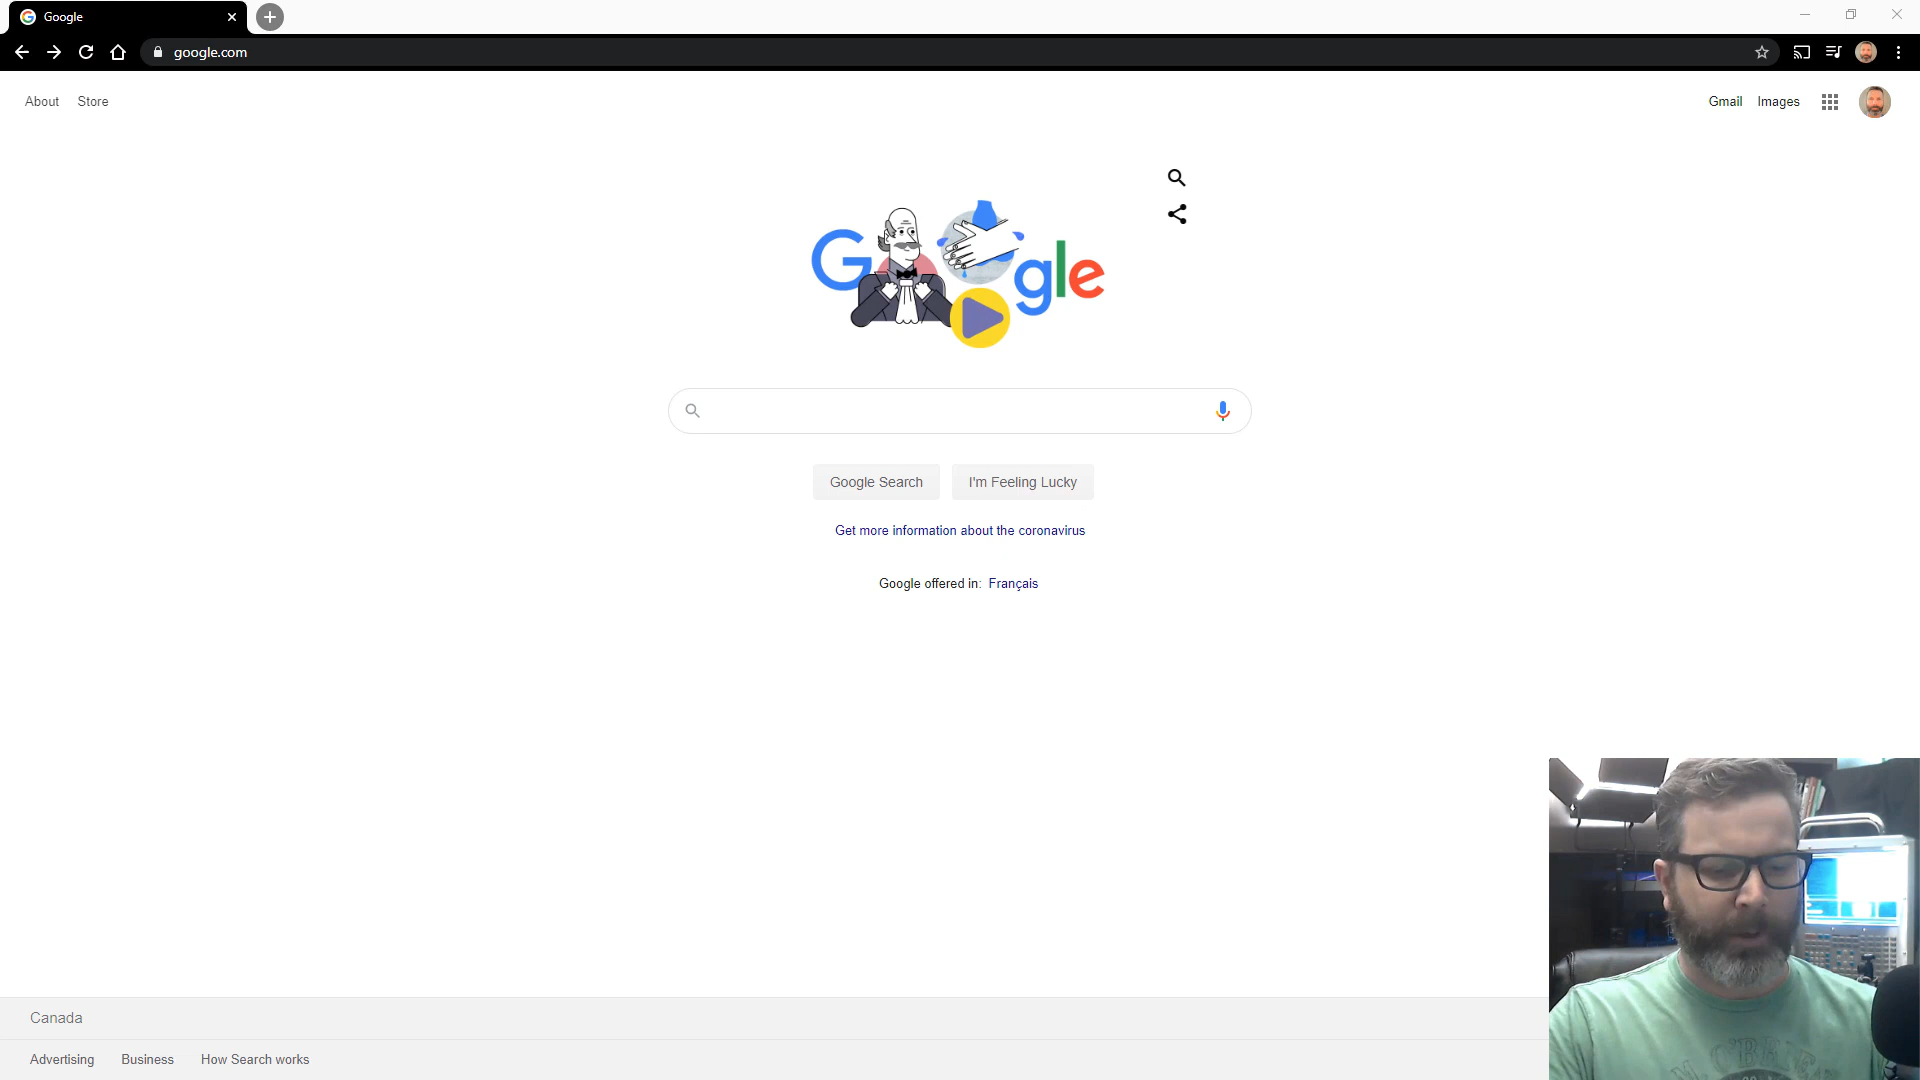 Google
google.com
About Store
Gmail Images
Google
Google Search I'm Feeling Lucky
Get more information about the coronavirus
Google offered in: Français
Canada
Advertising Business How Search works